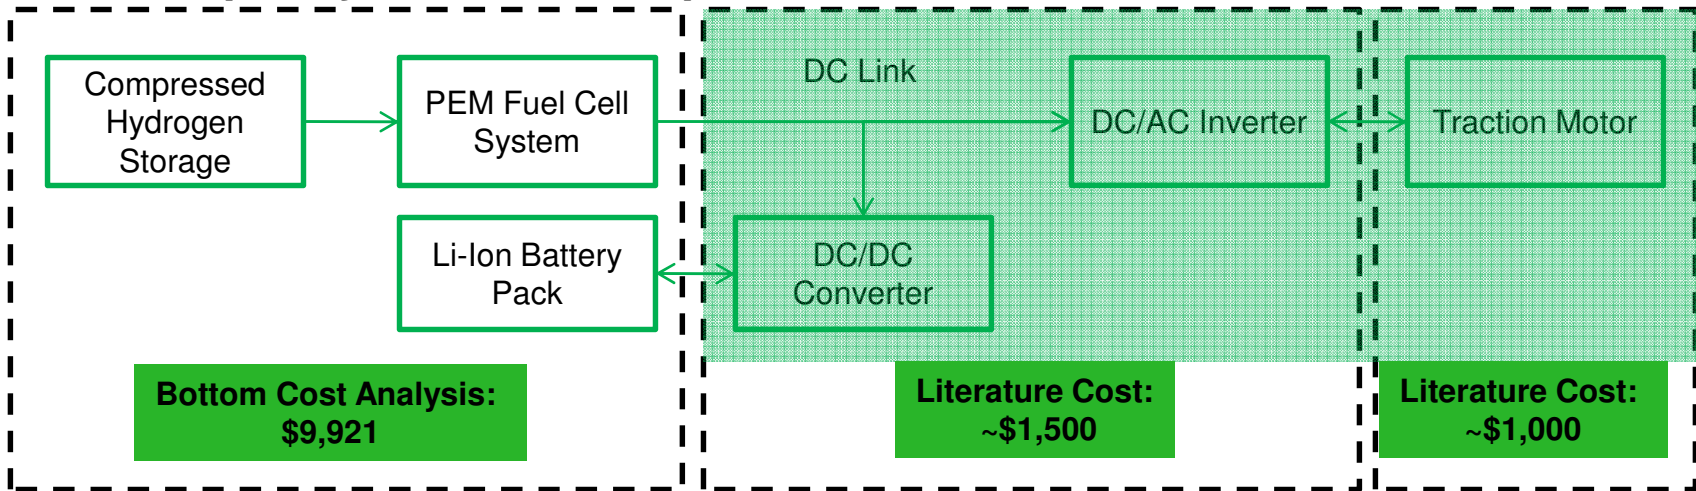 Compressed
Hydrogen
Storage
PEM Fuel Cell
System
DC Link
DC/AC Inverter
Traction Motor
Li-Ion Battery
Pack
DC/DC
Converter
Bottom Cost Analysis:
$9,921
Literature Cost:
~$1,500
Literature Cost:
~$1,000